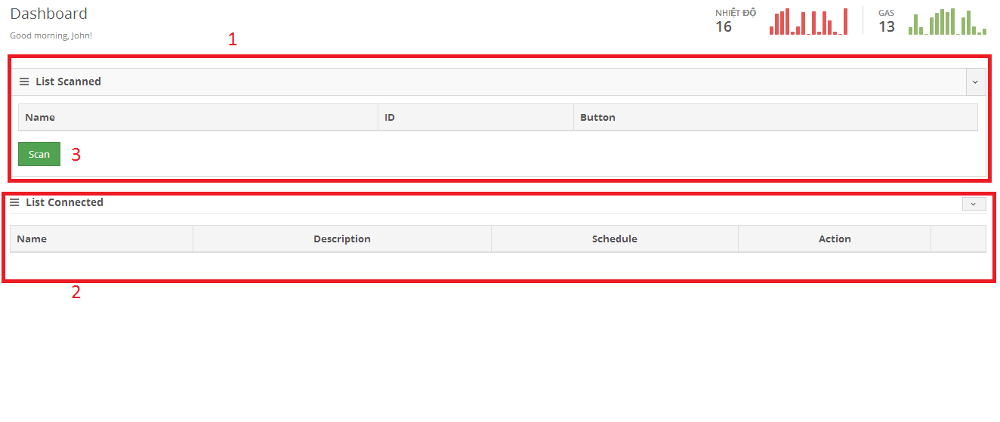 Dashboard
Good morning, John!
NHIỆT ĐỘ
16
GAS
13
1
List Scanned
Name ID Button
Scan 3
List Connected
Name Description Schedule Action
2